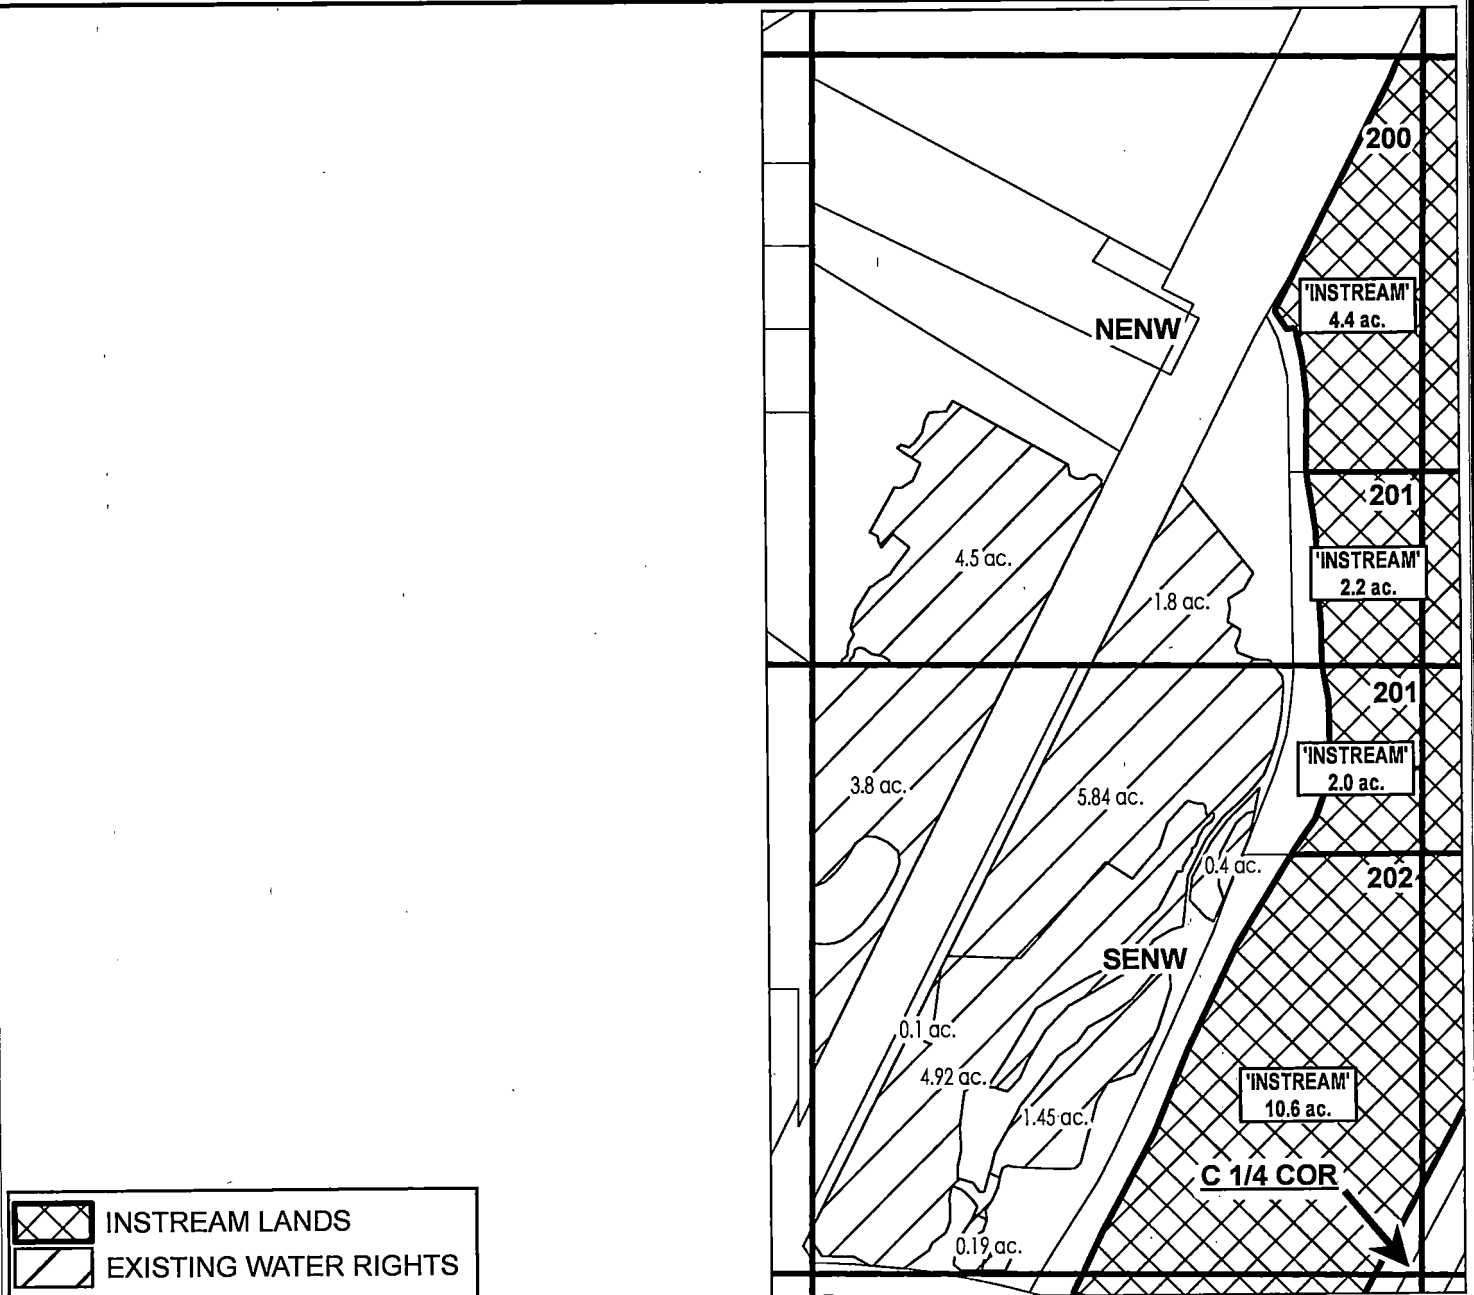 200
'INSTREAM'
4.4 ac.
NENW
201
4.5 ac.
'INSTREAM'
2.2 ac.
1.8 ac.
201
'INSTREAM'
2.0 ac.
3.8 ac.
5.84 ac.
0.4 ac.
202
SENW
0.1 ac.
4.92 ac.
'INSTREAM'
10.6 ac.
1.45 ac.
C 1/4 COR
0.19 ac.
INSTREAM LANDS
EXISTING WATER RIGHTS